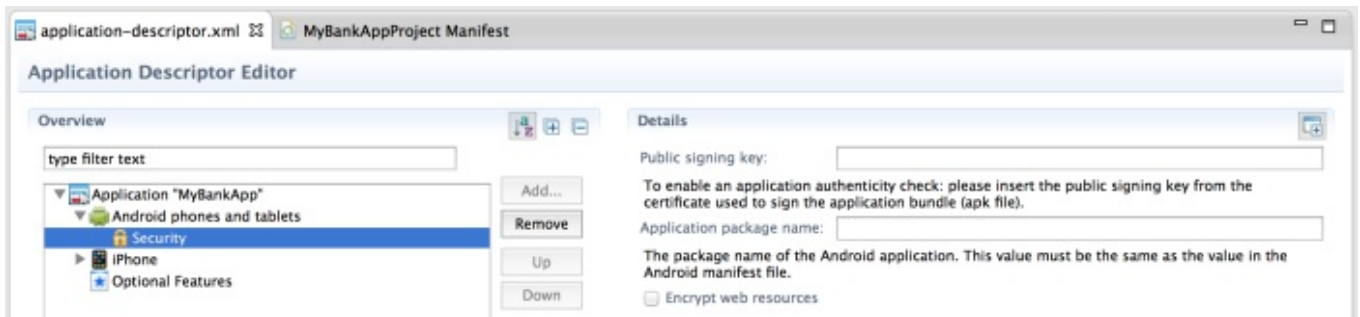 application-descriptor.xml MyBankAppProject Manifest
Application Descriptor Editor
Overview
type filter text
Application "MyBankApp"
Android phones and tablets
Security
iPhone
Optional Features
Add...
Remove
Up
Down
Details
Public signing key:
To enable an application authenticity check: please insert the public signing key from the
certificate used to sign the application bundle (apk file).
Application package name:
The package name of the Android application. This value must be the same as the value in the
Android manifest file.
Encrypt web resources